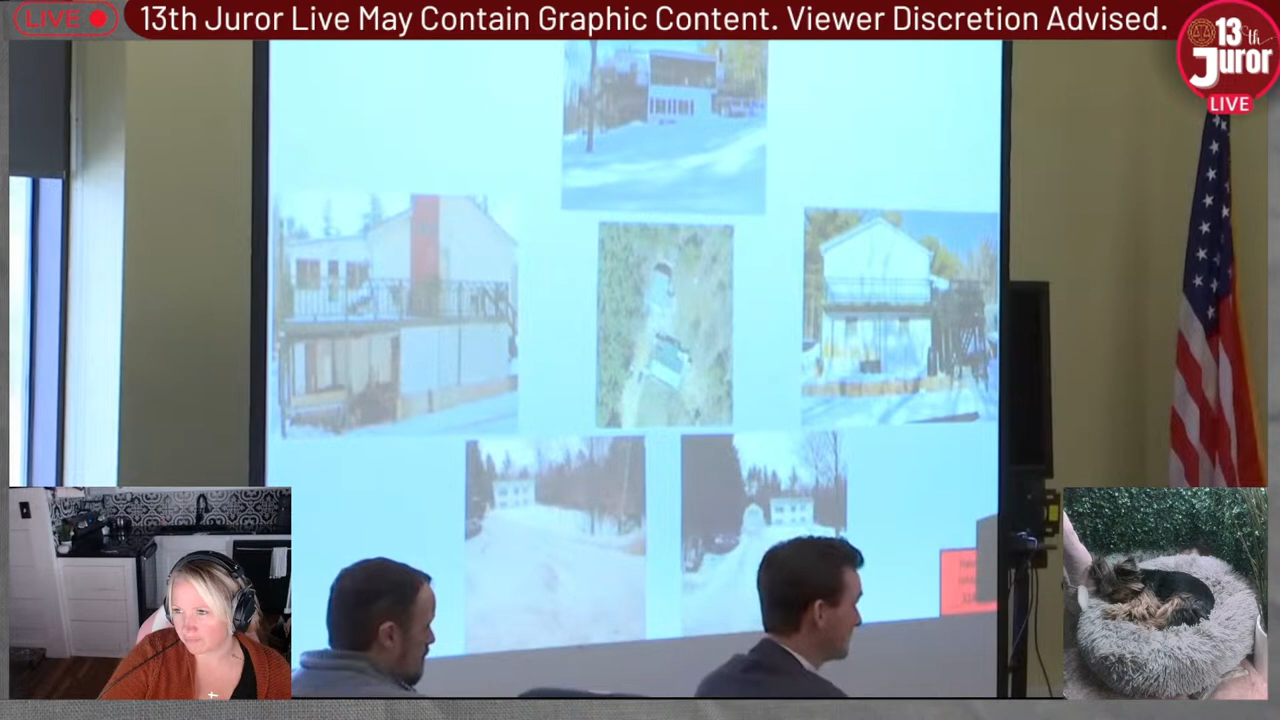 LIVE
13th Juror Live May Contain Graphic Content. Viewer Discretion Advised.
13th
Juror
LIVE